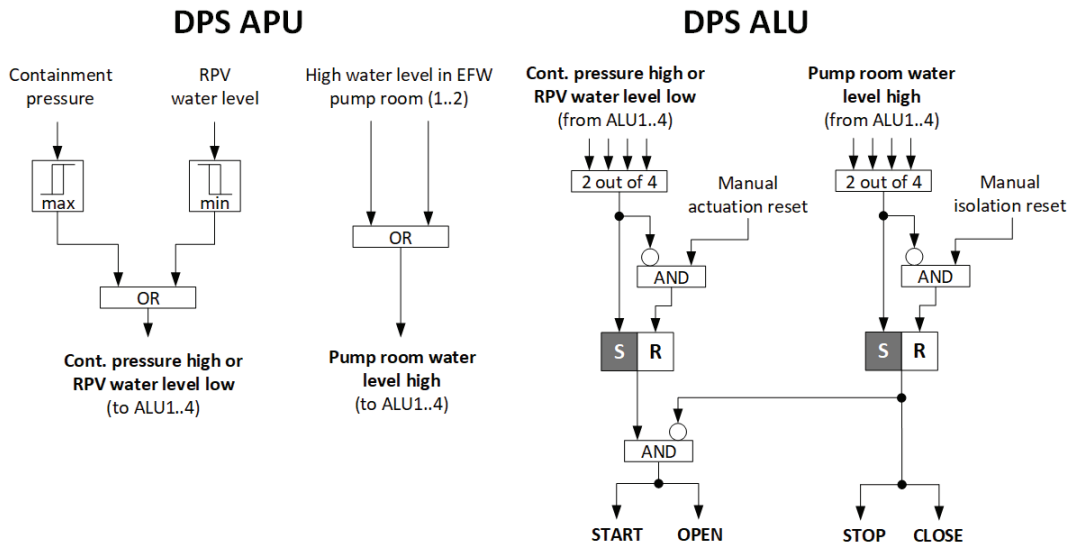 DPS APU
Containment
pressure
RPV
water level
High water level in EFW
pump room (1..2)
max
min
OR
OR
Cont. pressure high or
RPV water level low
(to ALU1..4)
Pump room water
level high
(to ALU1..4)
DPS ALU
Cont. pressure high or
RPV water level low
(from ALU1..4)
Pump room water
level high
(from ALU1..4)
2 out of 4
Manual
actuation reset
2 out of 4
Manual
isolation reset
AND
AND
S
R
S
R
AND
START
OPEN
STOP
CLOSE